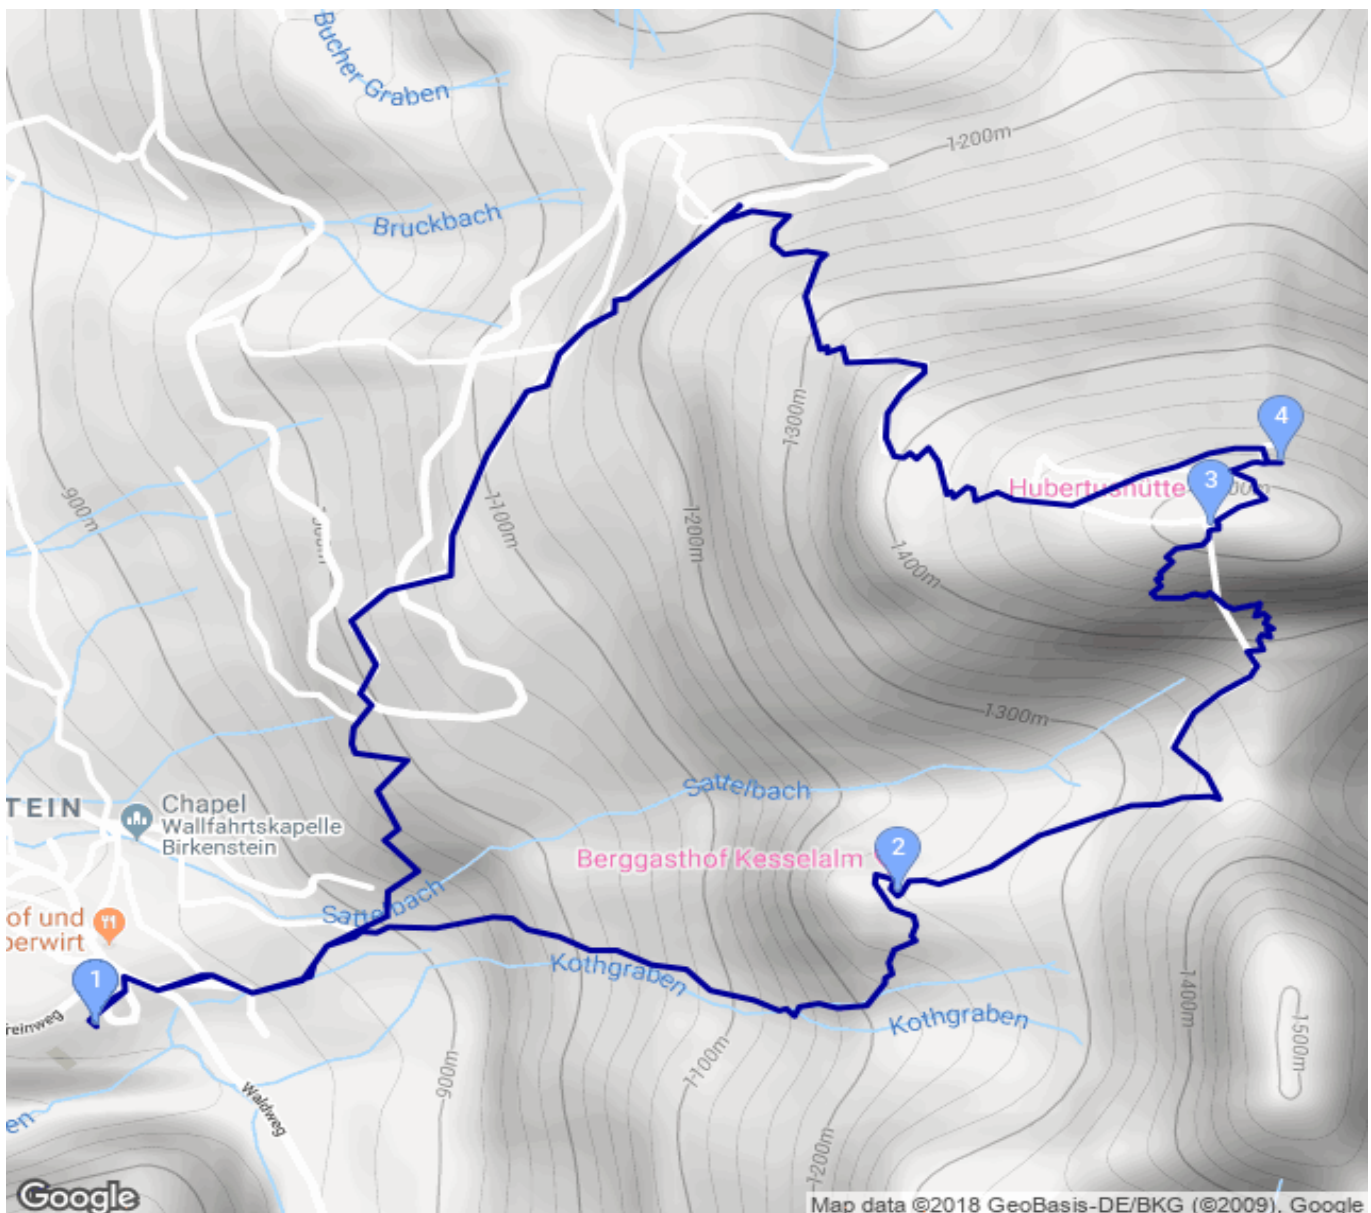 Bucher Graben
1200m
Bruckbach
1300m
4
3
Hubertushütte
900m
1100m
1200m
1400m
1300m
Sattelbach
TEIN
Chapel
Wallfahrtskapelle
Birkenstein
Berggasthof Kesselalm
2
of und
perwirt
Sattelbach
1
reinweg
Kothgraben
Kothgraben
1400m
1500m
Waldweg
900m
1100m
1200m
en
Google
Map data ©2018 GeoBasis-DE/BKG (©2009), Google